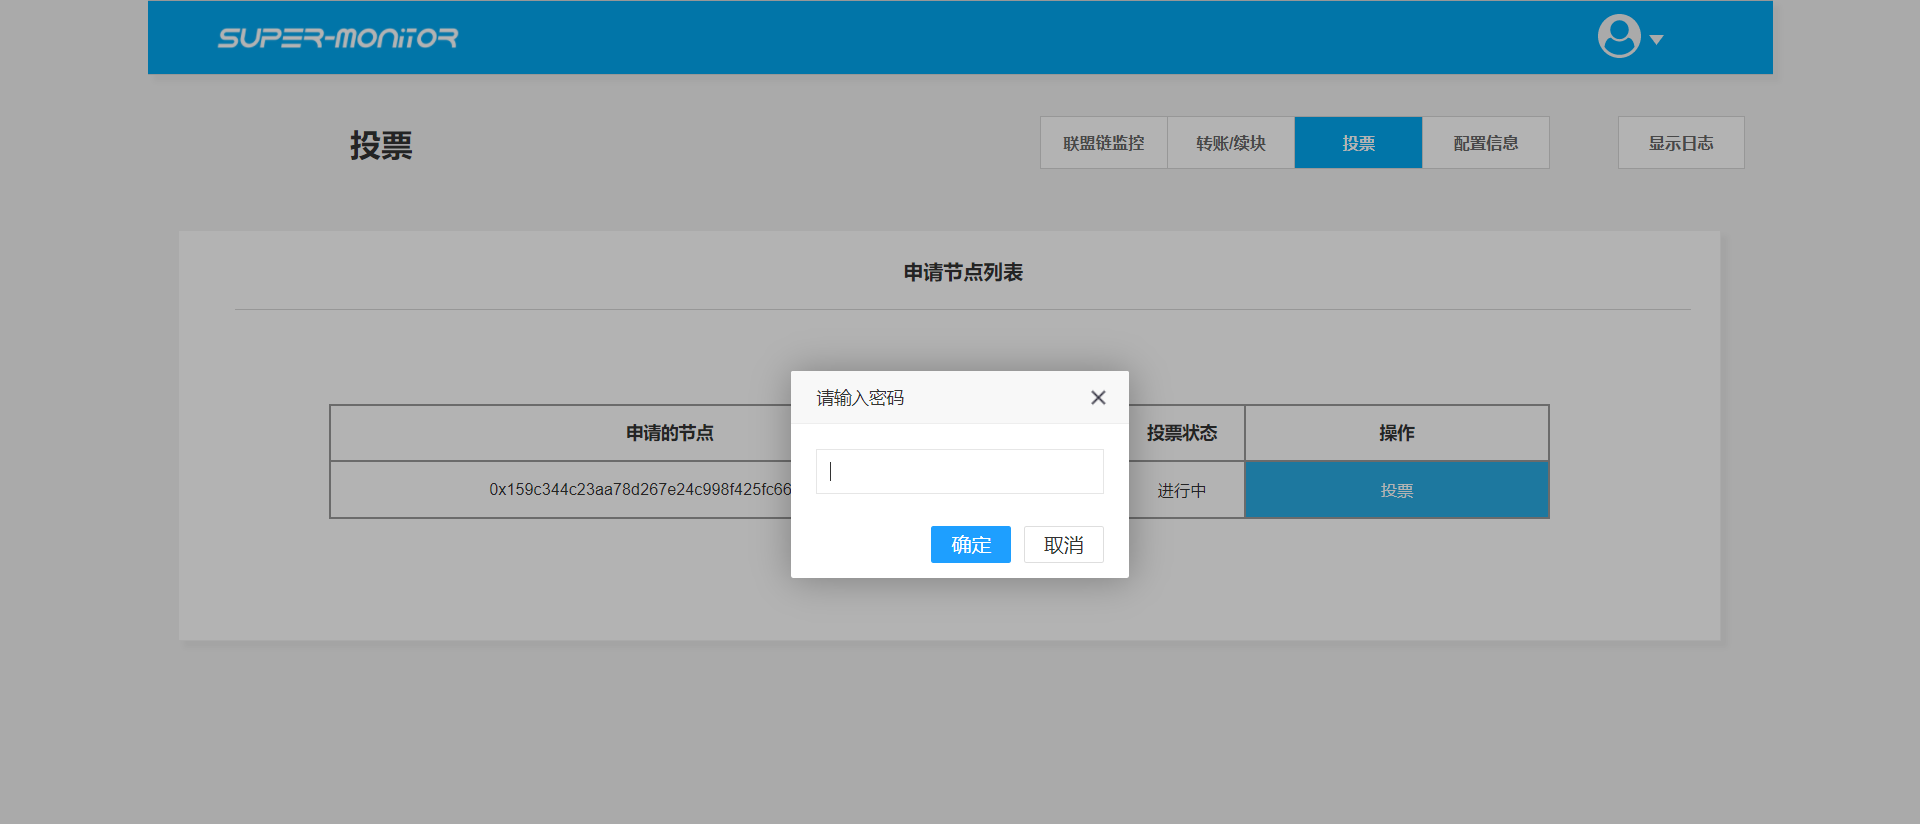 SUPER-MONITOR
投票
联盟链监控 转账/续块 投票 配置信息 显示日志
申请节点列表
请输入密码
申请的节点 投票状态 操作
0x159c344c23aa78d267e24c998f425fc66 进行中 投票
确定 取消